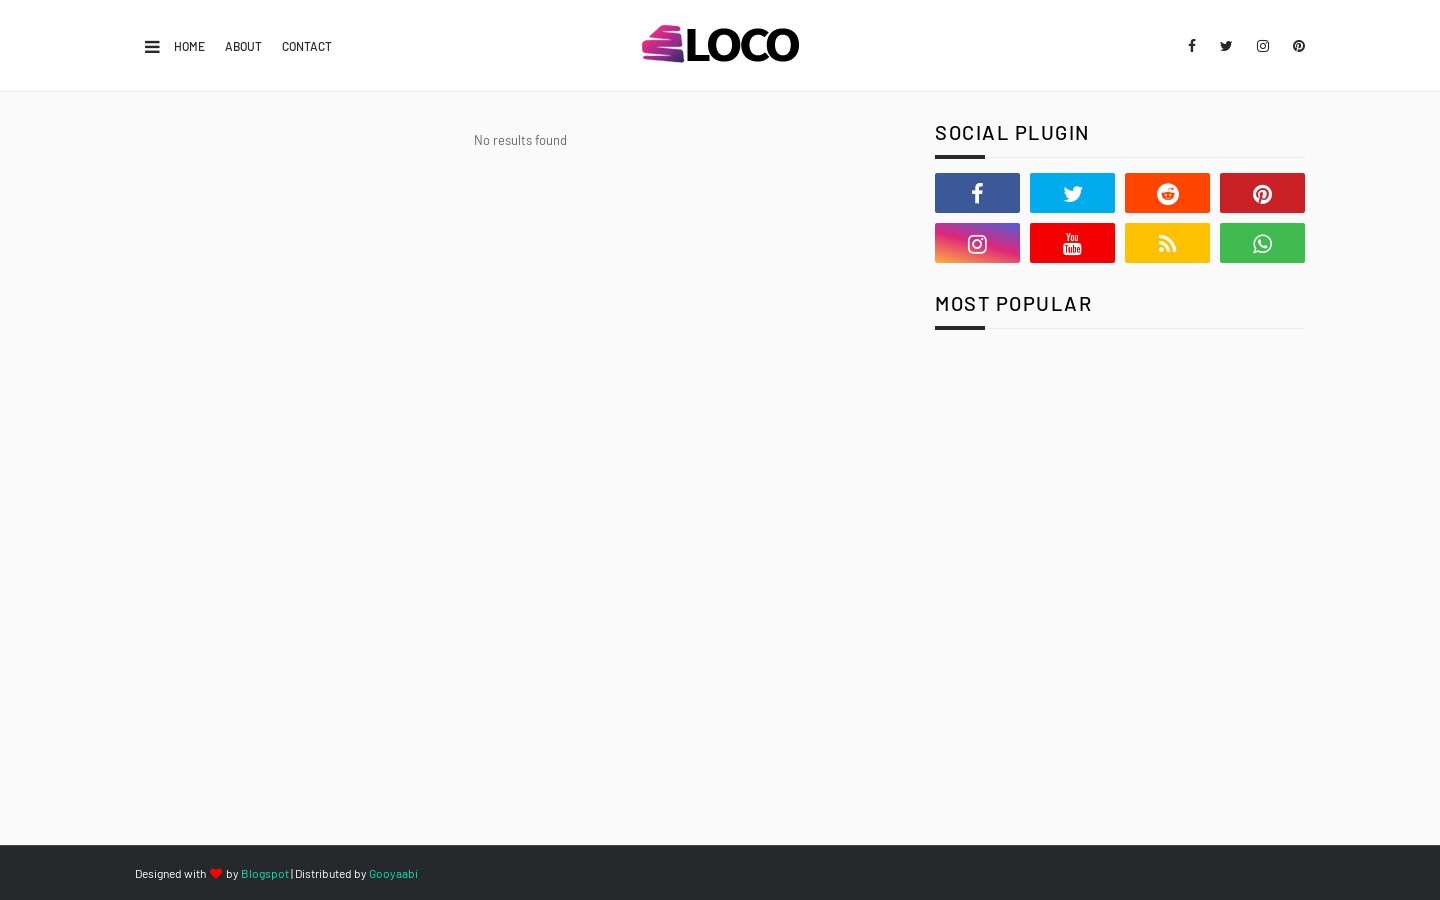 HOME ABOUT CONTACT
LOCO
No results found
SOCIAL PLUGIN
You
Tube
MOST POPULAR
Designed with by Blogspot | Distributed by Gooyaabi